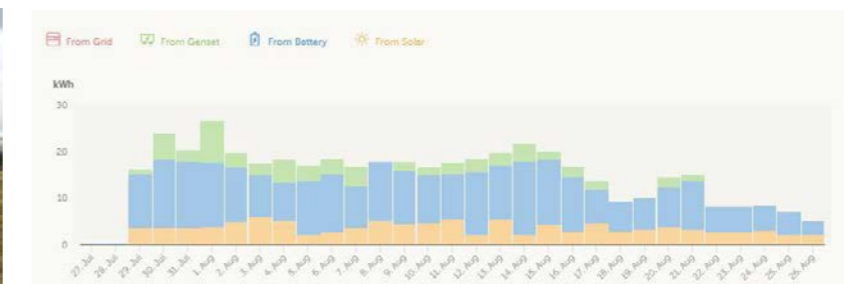 From Grid From Genset From Battery From Solar
kWh
30
20
10
0
27. Jul 28. Jul 29. Jul 30. Jul 31. Jul 1. Aug 2. Aug 3. Aug 4. Aug 5. Aug 6. Aug 7. Aug 8. Aug 9. Aug 10. Aug 11. Aug 12. Aug 13. Aug 14. Aug 15. Aug 16. Aug 17. Aug 18. Aug 19. Aug 20. Aug 21. Aug 22. Aug 23. Aug 24. Aug 25. Aug 26. Aug